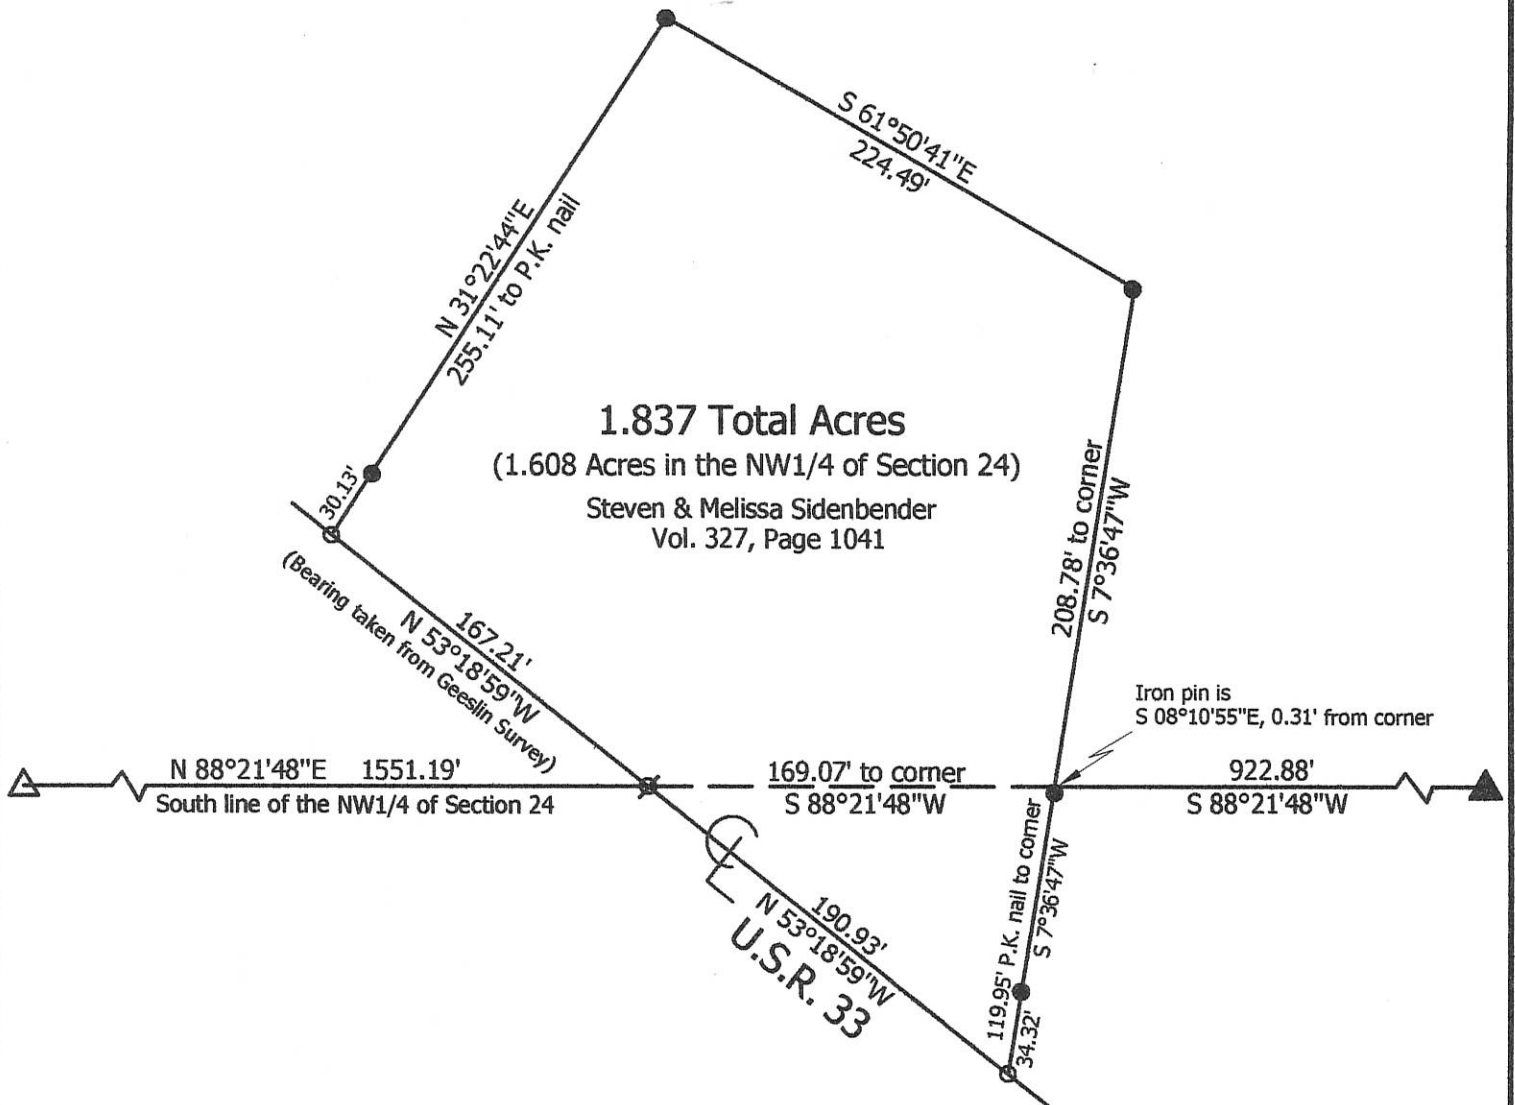 S 61°50'41"E
224.49'
N 31°22'44"E
255.11' to P.K. nail
1.837 Total Acres
(1.608 Acres in the NW1/4 of Section 24)
Steven & Melissa Sidenbender
Vol. 327, Page 1041
208.78' to corner
S 7°36'47"W
30.13'
167.21'
N 53°18'59"W
(Bearing taken from Geeslin Survey)
Iron pin is
S 08°10'55"E, 0.31' from corner
N 88°21'48"E 1551.19'
South line of the NW1/4 of Section 24
169.07' to corner
S 88°21'48"W
922.88'
S 88°21'48"W
119.95' P.K. nail to corner
S 7°36'47"W
34.32'
190.93'
N 53°18'59"W
U.S.R. 33